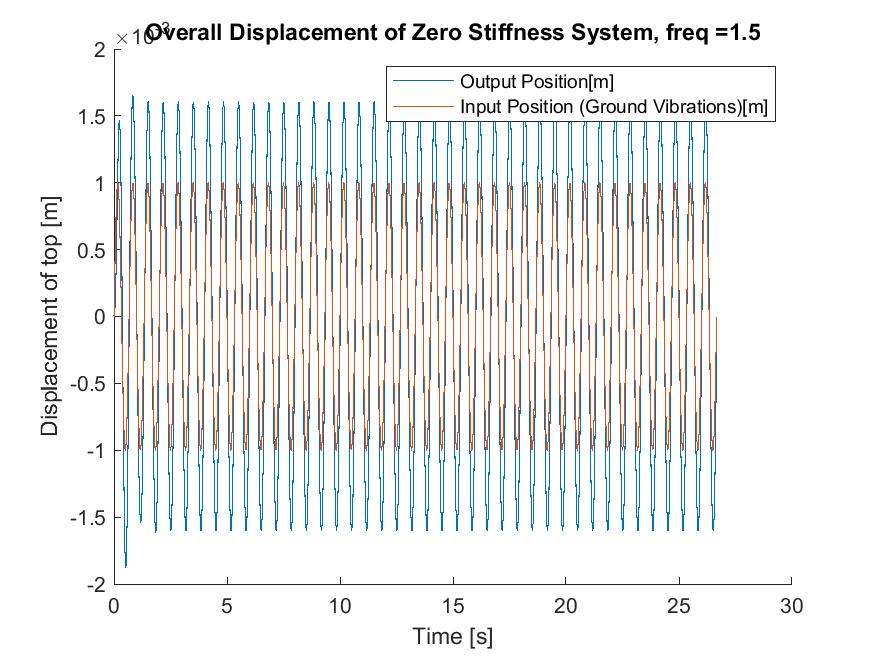 Overall Displacement of Zero Stiffness System, freq =1.5
×10-3
Output Position[m]
Input Position (Ground Vibrations)[m]
2
1.5
1
0.5
0
-0.5
-1
-1.5
-2
Displacement of top [m]
0 5 10 15 20 25 30
Time [s]